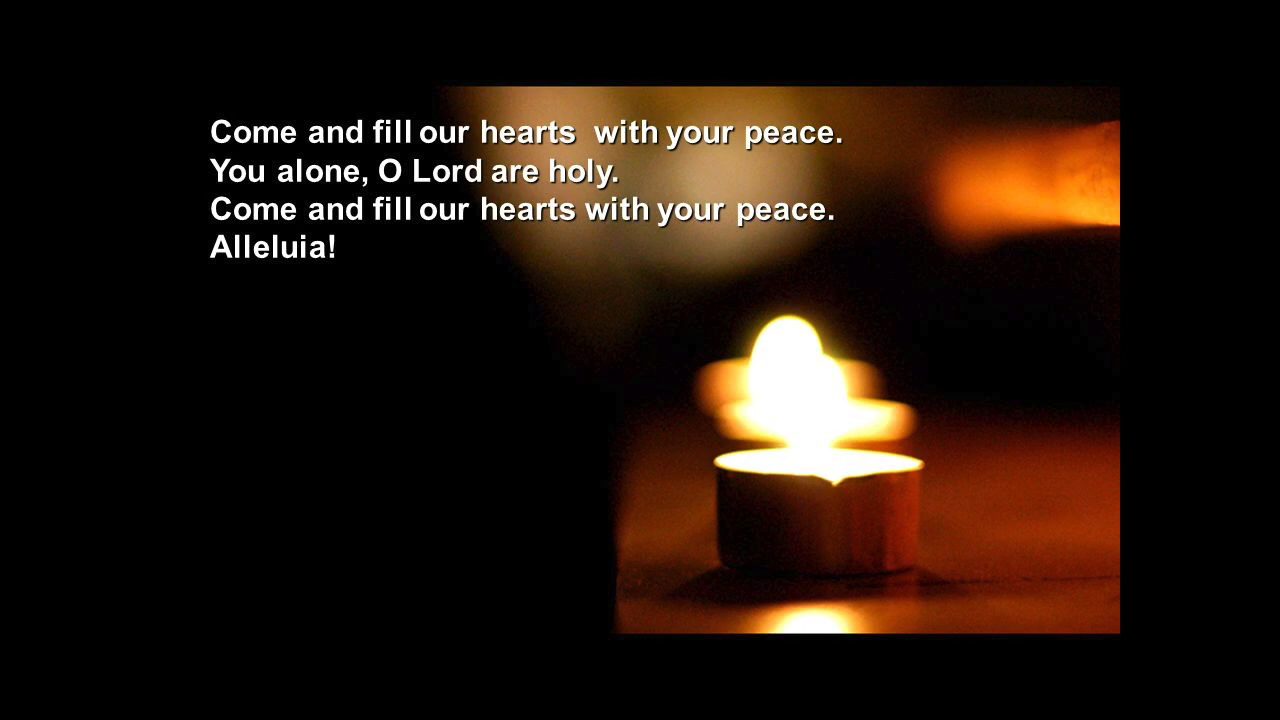 Come and fill our hearts  with your peace.
You alone, O Lord are holy.
Come and fill our hearts with your peace.
Alleluia!